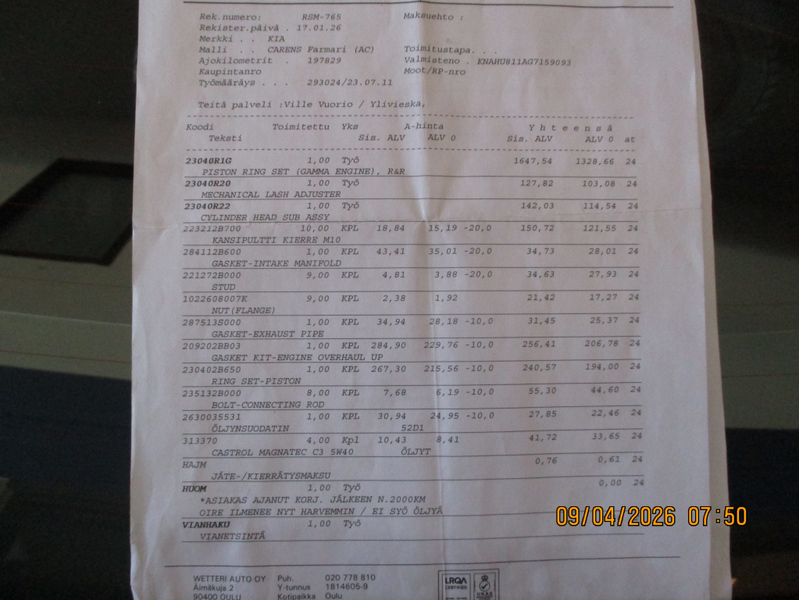 Rek.numero: RSM-765 Maksuehto :
Rekister.päivä . 17.01.26
Merkki . . KIA
Malli . . CARENS Farmari (AC) Toimitustapa. . .
Ajokilometrit . 197829 Valmisteno . KNAHU811AG7159093
Kaupintanro Moot/RP-nro
Työmääräys . . . 293024/23.07.11
Teitä palveli :Ville Vuorio / Ylivieska,
Koodi Toimitettu Yks A-hinta Y h t e e n s ä
Teksti Sis. ALV ALV 0 Sis. ALV ALV 0 at
23040R1G 1,00 Työ 1647,54 1328,66 24
PISTON RING SET (GAMMA ENGINE), R&R
23040R20 1,00 Työ 127,82 103,08 24
MECHANICAL LASH ADJUSTER
23040R22 1,00 Työ 142,03 114,54 24
CYLINDER HEAD SUB ASSY
223212B700 10,00 KPL 18,84 15,19 -20,0 150,72 121,55 24
KANSIPULTTI KIERRE M10
284112B600 1,00 KPL 43,41 35,01 -20,0 34,73 28,01 24
GASKET-INTAKE MANIFOLD
221272B000 9,00 KPL 4,81 3,88 -20,0 34,63 27,93 24
STUD
1022608007K 9,00 KPL 2,38 1,92 21,42 17,27 24
NUT(FLANGE)
287513S000 1,00 KPL 34,94 28,18 -10,0 31,45 25,37 24
GASKET-EXHAUST PIPE
209202BB03 1,00 KPL 284,90 229,76 -10,0 256,41 206,78 24
GASKET KIT-ENGINE OVERHAUL UP
230402B650 1,00 KPL 267,30 215,56 -10,0 240,57 194,00 24
RING SET-PISTON
235132B000 8,00 KPL 7,68 6,19 -10,0 55,30 44,60 24
BOLT-CONNECTING ROD
2630035531 1,00 KPL 30,94 24,95 -10,0 27,85 22,46 24
ÖLJYNSUODATIN 52D1
313370 4,00 Kpl 10,43 8,41 41,72 33,65 24
CASTROL MAGNATEC C3 5W40 ÖLJYT
HAJM 0,76 0,61 24
JÄTE-/KIERRÄTYSMAKSU
HUOM 1,00 Työ 0,00 24
*ASIAKAS AJANUT KORJ. JÄLKEEN N.2000KM
OIRE ILMENEE NYT HARVEMMIN / EI SYÖ ÖLJYÄ
VIANHAKU 1,00 Työ
VIANETSINTÄ
09/04/2026 07:50
WETTERI AUTO OY Puh. 020 778 810
Äimäkuja 2 Y-tunnus 1814605-9
90400 OULU Kotipaikka Oulu
LRQA
CERTIFIED